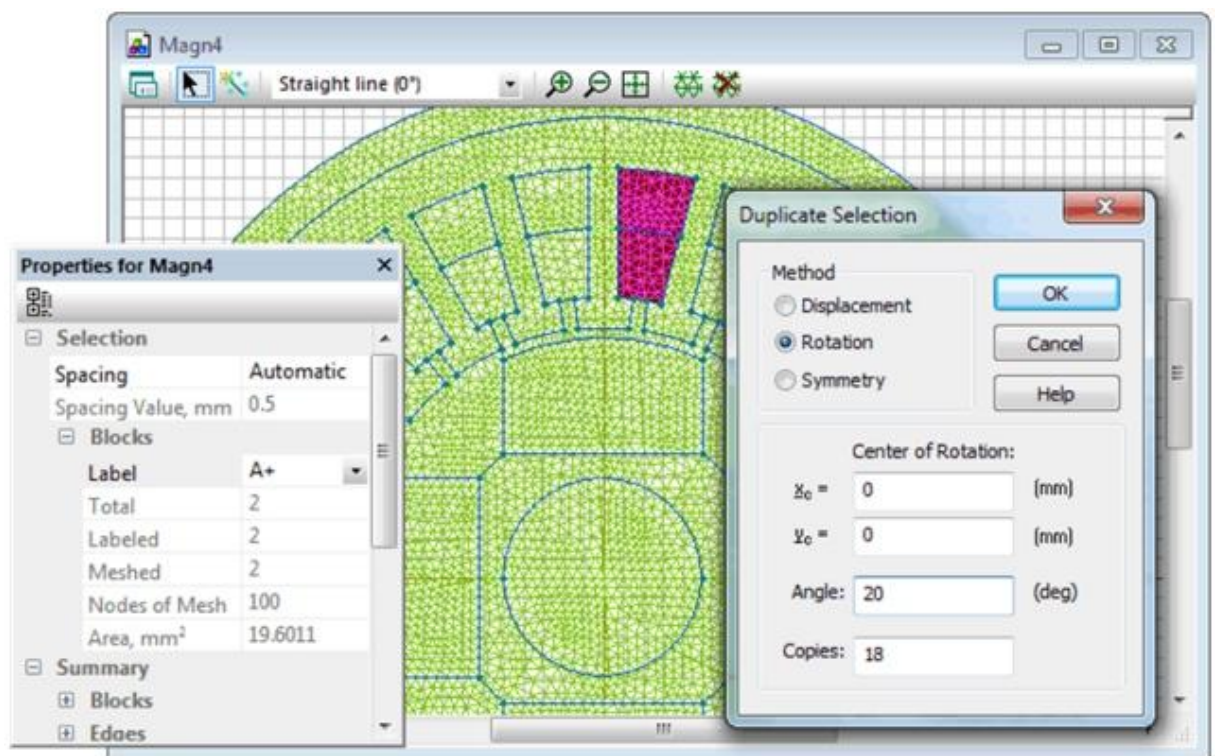 Magn4
Straight line (0°)
Properties for Magn4
Selection
Spacing Automatic
Spacing Value, mm 0.5
Blocks
Label A+
Total 2
Labeled 2
Meshed 2
Nodes of Mesh 100
Area, mm² 19.6011
Summary
Blocks
Edges
Duplicate Selection
Method
Displacement
Rotation
Symmetry
OK
Cancel
Help
Center of Rotation:
x₀ = 0 (mm)
y₀ = 0 (mm)
Angle: 20 (deg)
Copies: 18